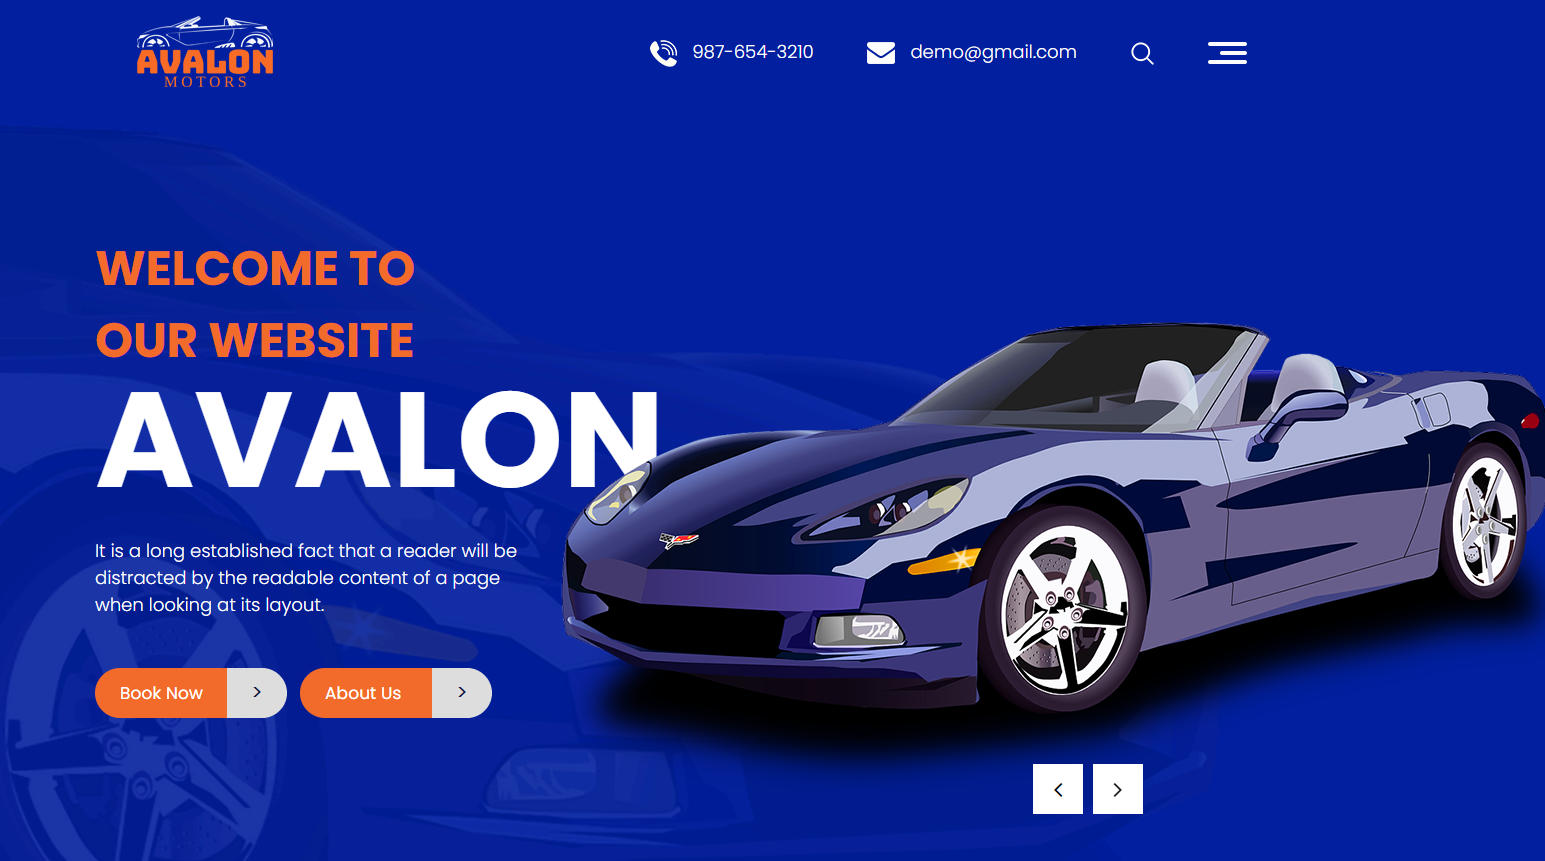 AVALON
MOTORS
987-654-3210
demo@gmail.com
WELCOME TO
OUR WEBSITE
AVALON
It is a long established fact that a reader will be
distracted by the readable content of a page
when looking at its layout.
Book Now >
About Us >